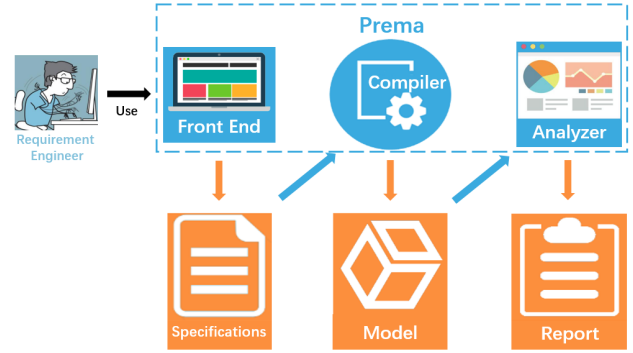 Prema
Compiler
Use
Front End
Analyzer
Requirement
Engineer
Specifications
Model
Report